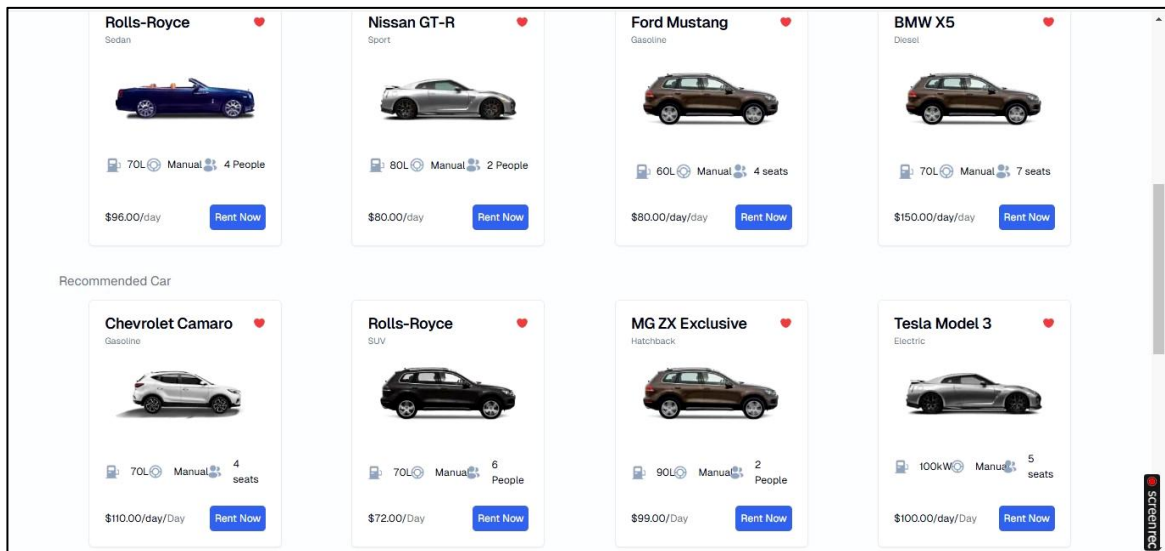 Rolls-Royce
Sedan
70L Manual 4 People
$96.00/day Rent Now
Nissan GT-R
Sport
80L Manual 2 People
$80.00/day Rent Now
Ford Mustang
Gasoline
60L Manual 4 seats
$80.00/day/day Rent Now
BMW X5
Diesel
70L Manual 7 seats
$150.00/day/day Rent Now
Recommended Car
Chevrolet Camaro
Gasoline
70L Manual 4
seats
$110.00/day/Day Rent Now
Rolls-Royce
SUV
70L Manual 6
People
$72.00/Day Rent Now
MG ZX Exclusive
Hatchback
90L Manual 2
People
$99.00/Day Rent Now
Tesla Model 3
Electric
100kW Manual 5
seats
$100.00/day/Day Rent Now
screenrec